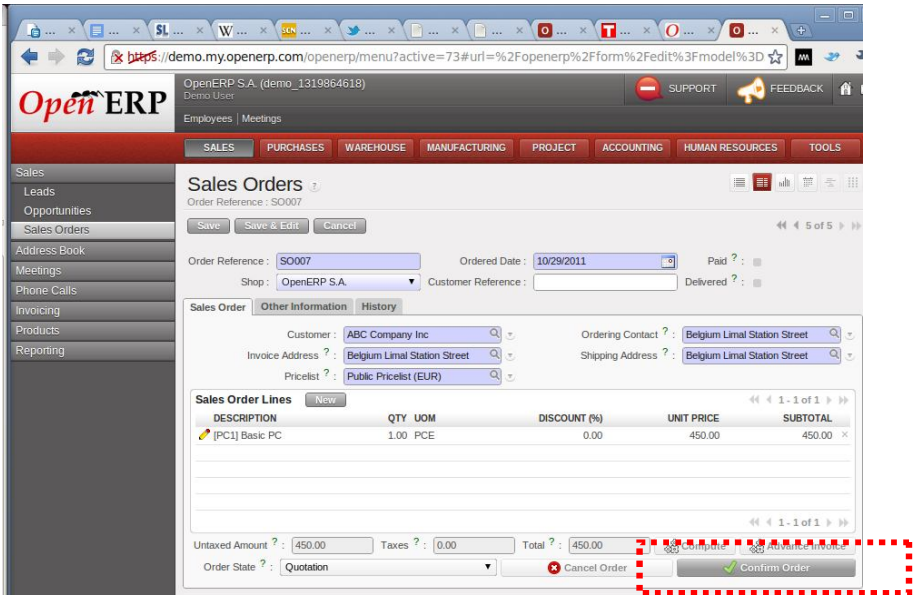 ... SL ... W ... SCN ... ... ... ... O ... T ... O ... O ...
https://demo.my.openerp.com/openerp/menu?active=73#url=%2Fopenerp%2Fform%2Fedit%3Fmodel%3D
Open ERP
OpenERP S.A. (demo_1319864618)
Demo User
SUPPORT FEEDBACK
Employees | Meetings
SALES PURCHASES WAREHOUSE MANUFACTURING PROJECT ACCOUNTING HUMAN RESOURCES TOOLS
Sales
Leads
Opportunities
Sales Orders
Address Book
Meetings
Phone Calls
Invoicing
Products
Reporting
Sales Orders ?
Order Reference : SO007
Save Save & Edit Cancel
5 of 5
Order Reference : SO007 Ordered Date : 10/29/2011 Paid ? :
Shop : OpenERP S.A. Customer Reference : Delivered ? :
Sales Order Other Information History
Customer : ABC Company Inc Ordering Contact ? : Belgium Limal Station Street
Invoice Address ? : Belgium Limal Station Street Shipping Address ? : Belgium Limal Station Street
Pricelist ? : Public Pricelist (EUR)
Sales Order Lines New 1 - 1 of 1
DESCRIPTION QTY UOM DISCOUNT (%) UNIT PRICE SUBTOTAL
[PC1] Basic PC 1.00 PCE 0.00 450.00 450.00
1 - 1 of 1
Untaxed Amount ? : 450.00 Taxes ? : 0.00 Total ? : 450.00 Compute Advance Invoice
Order State ? : Quotation Cancel Order Confirm Order